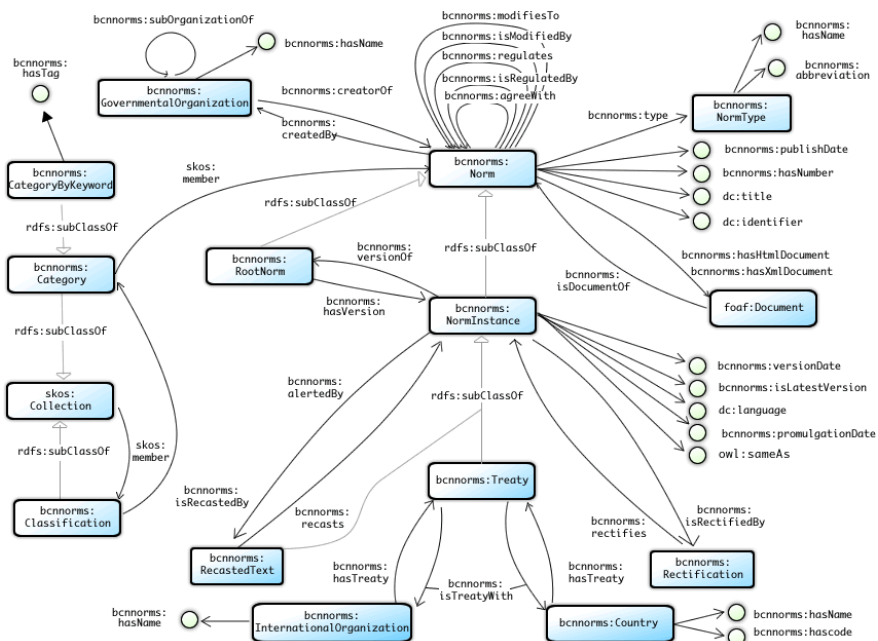 bcnnorms:modifiesTo
bcnnorms:subOrganizationOf
bcnnorms:
hasName
bcnnorms:isModifiedBy
bcnnorms:hasName
bcnnorms:regulates
bcnnorms:
hasTag
bcnnorms:
abbreviation
bcnnorms:isRegulatedBy
bcnnorms:
GovernmentalOrganization
bcnnorms:creatorOf
bcnnorms:agreeWith
bcnnorms:
NormType
bcnnorms:type
bcnnorms:
createdBy
bcnnorms:publishDate
bcnnorms:
CategoryByKeyword
skos:
member
bcnnorms:
Norm
bcnnorms:hasNumber
dc:title
rdfs:subClassOf
dc:identifier
rdfs:subClassOf
rdfs:subClassOf
bcnnorms:
versionOf
bcnnorms:
Category
bcnnorms:
RootNorm
bcnnorms:hasHtmlDocument
bcnnorms:hasXmlDocument
bcnnorms:
isDocumentOf
bcnnorms:
hasVersion
bcnnorms:
NormInstance
foaf:Document
rdfs:subClassOf
bcnnorms:versionDate
bcnnorms:
alertedBy
bcnnorms:isLatestVersion
rdfs:subClassOf
skos:
Collection
dc:language
bcnnorms:promulgationDate
rdfs:subClassOf
skos:
member
owl:sameAs
bcnnorms:
isRecastedBy
bcnnorms:Treaty
bcnnorms:
Classification
bcnnorms:
recasts
bcnnorms:
rectifies
bcnnorms:
isRectifiedBy
bcnnorms:
RecastedText
bcnnorms:
hasTreaty
bcnnorms:
isTreatyWith
bcnnorms:
hasTreaty
bcnnorms:
Rectification
bcnnorms:
hasName
bcnnorms:
InternationalOrganization
bcnnorms:Country
bcnnorms:hasName
bcnnorms:hascode